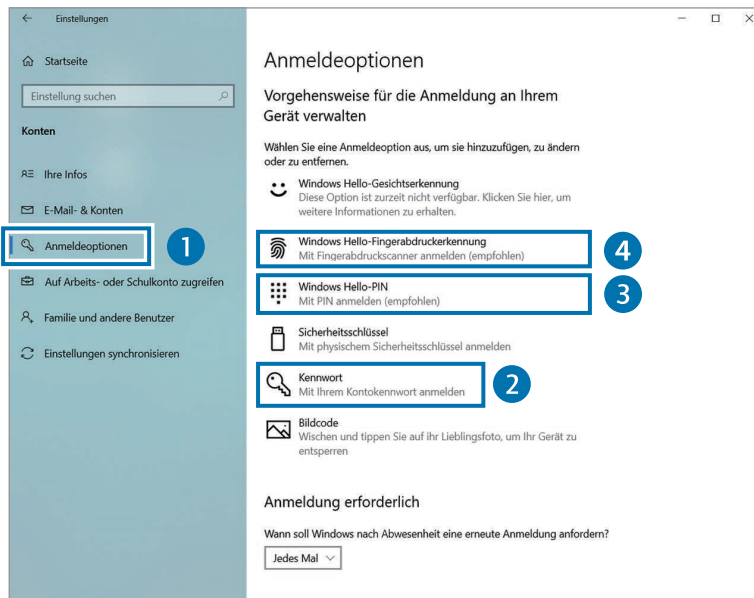 Einstellungen
Startseite
Einstellung suchen
Konten
Ihre Infos
E-Mail- & Konten
Anmeldeoptionen
1
Auf Arbeits- oder Schulkonto zugreifen
Familie und andere Benutzer
Einstellungen synchronisieren
Anmeldeoptionen
Vorgehensweise für die Anmeldung an Ihrem
Gerät verwalten
Wählen Sie eine Anmeldeoption aus, um sie hinzuzufügen, zu ändern
oder zu entfernen.
Windows Hello-Gesichtserkennung
Diese Option ist zurzeit nicht verfügbar. Klicken Sie hier, um
weitere Informationen zu erhalten.
Windows Hello-Fingerabdruckerkennung
Mit Fingerabdruckscanner anmelden (empfohlen)
4
Windows Hello-PIN
Mit PIN anmelden (empfohlen)
3
Sicherheitsschlüssel
Mit physischem Sicherheitsschlüssel anmelden
Kennwort
Mit Ihrem Kontokennwort anmelden
2
Bildcode
Wischen und tippen Sie auf ihr Lieblingsfoto, um Ihr Gerät zu
entsperren
Anmeldung erforderlich
Wann soll Windows nach Abwesenheit eine erneute Anmeldung anfordern?
Jedes Mal